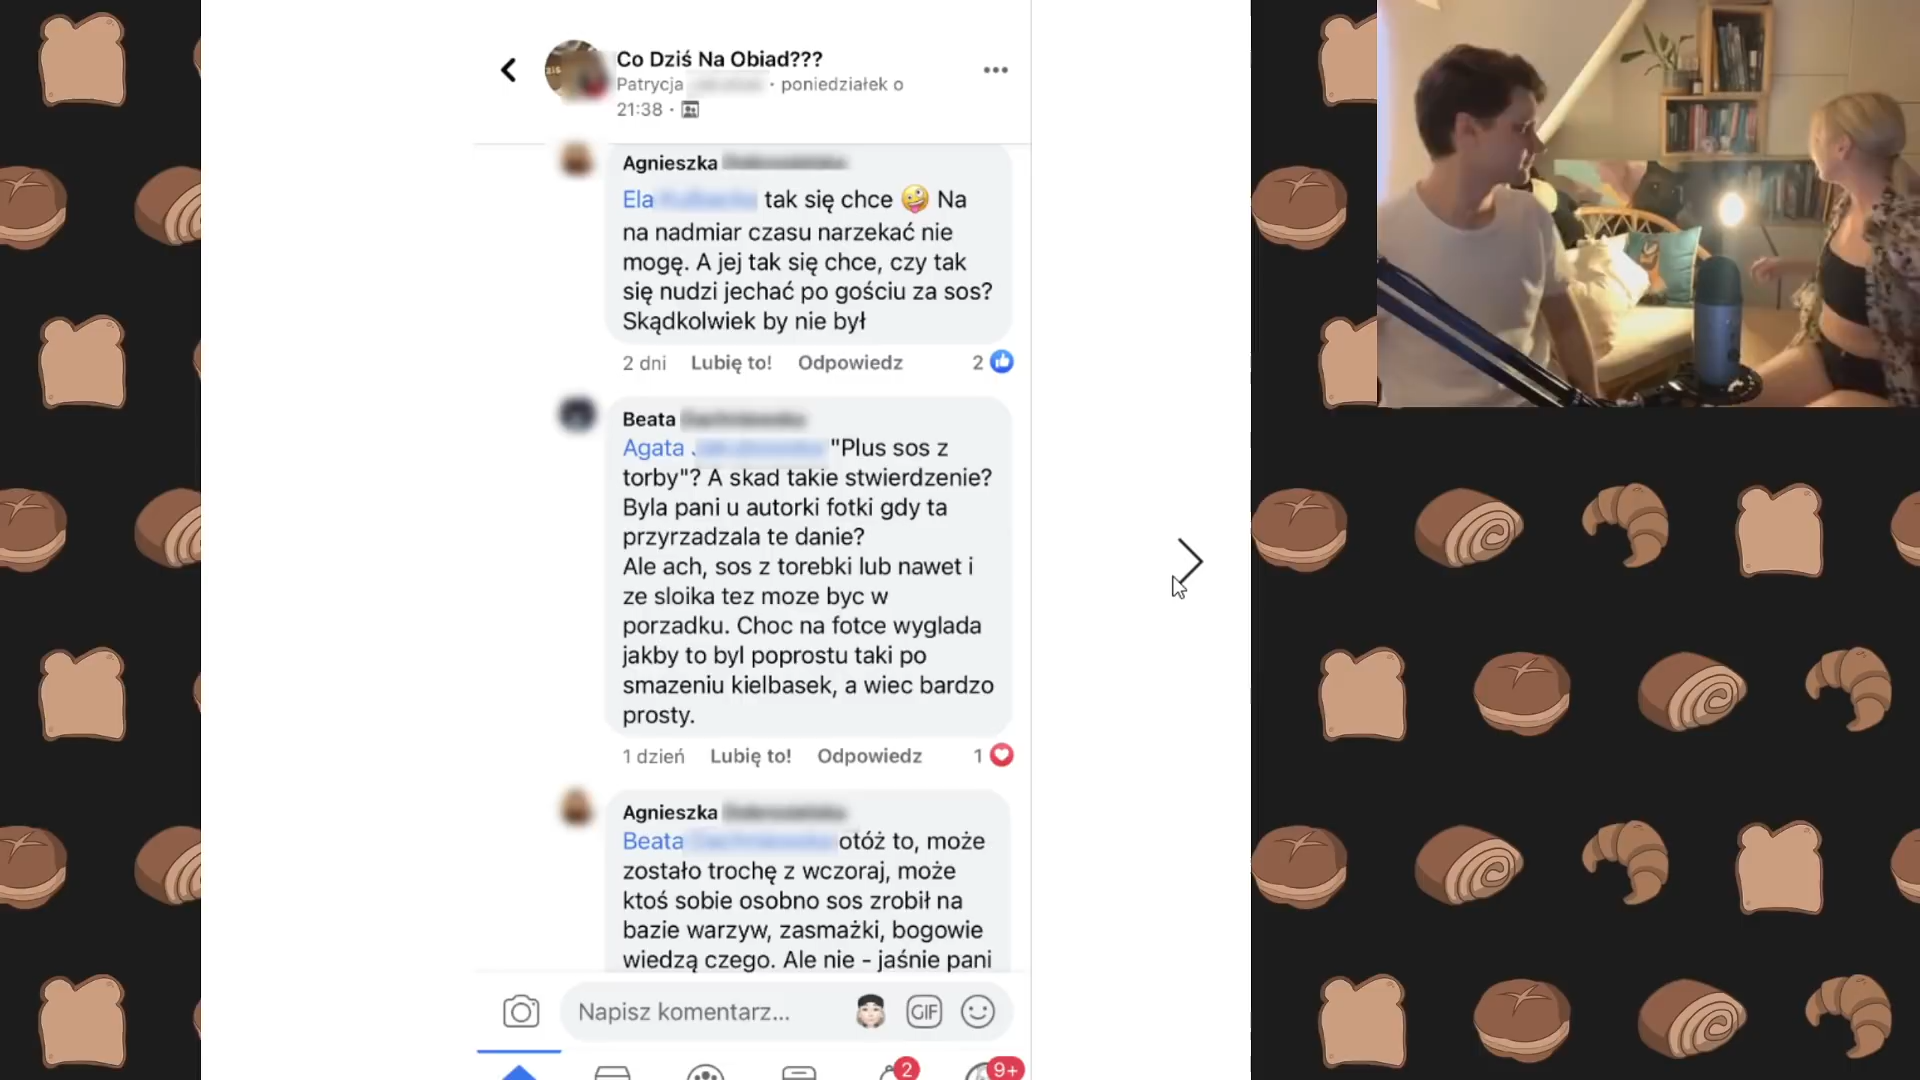 Co Dziś Na Obiad???
Patrycja · poniedziałek o
21:38 ·
Agnieszka
Ela tak się chce 🤪 Na
na nadmiar czasu narzekać nie
mogę. A jej tak się chce, czy tak
się nudzi jechać po gościu za sos?
Skądkolwiek by nie był
2 dni Lubię to! Odpowiedz 2
Beata
Agata "Plus sos z
torby"? A skad takie stwierdzenie?
Byla pani u autorki fotki gdy ta
przyrzadzala te danie?
Ale ach, sos z torebki lub nawet i
ze sloika tez moze byc w
porzadku. Choc na fotce wyglada
jakby to byl poprostu taki po
smazeniu kielbasek, a wiec bardzo
prosty.
1 dzień Lubię to! Odpowiedz 1
Agnieszka
Beata otóż to, może
zostało trochę z wczoraj, może
ktoś sobie osobno sos zrobił na
bazie warzyw, zasmażki, bogowie
wiedzą czego. Ale nie - jaśnie pani
Napisz komentarz...
GIF
2
9+